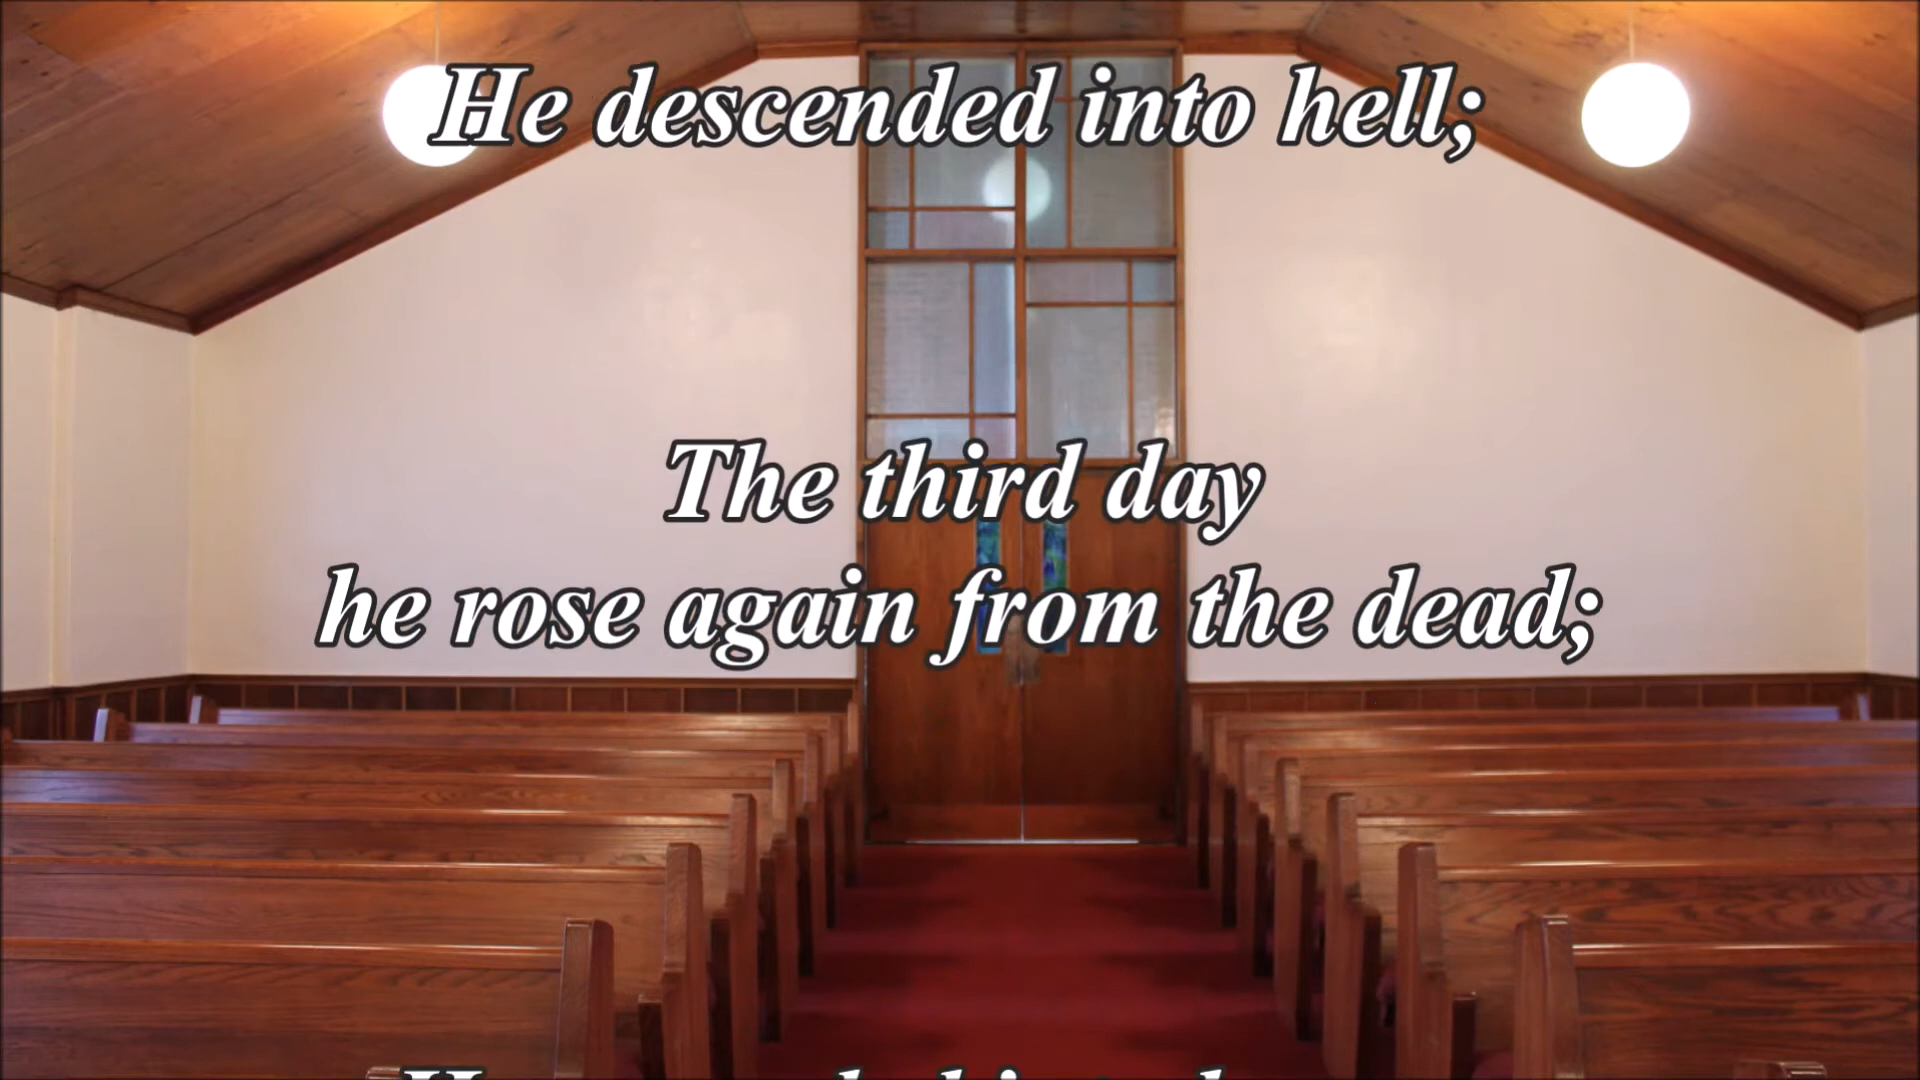 He descended into hell;
The third day
he rose again from the dead;